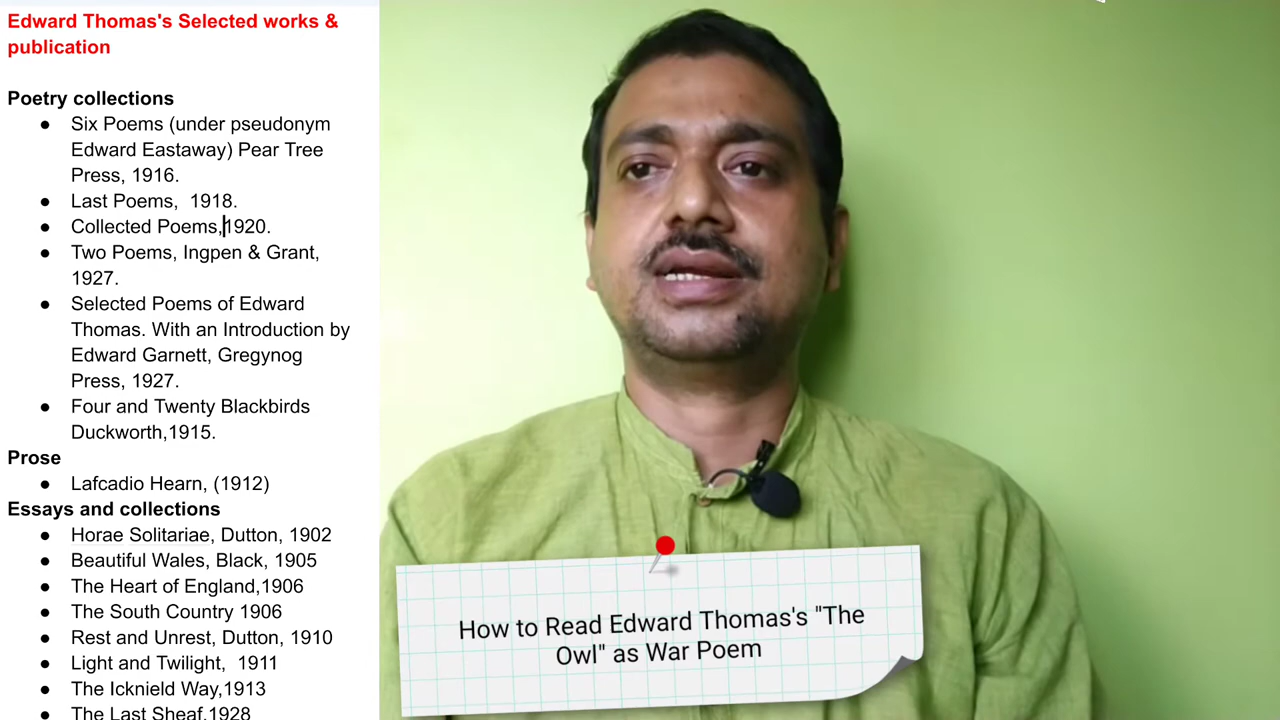 Edward Thomas's Selected works &
publication
Poetry collections
● Six Poems (under pseudonym
Edward Eastaway) Pear Tree
Press, 1916.
● Last Poems,  1918.
● Collected Poems,1920.
● Two Poems, Ingpen & Grant,
1927.
● Selected Poems of Edward
Thomas. With an Introduction by
Edward Garnett, Gregynog
Press, 1927.
● Four and Twenty Blackbirds
Duckworth,1915.
Prose
● Lafcadio Hearn, (1912)
Essays and collections
● Horae Solitariae, Dutton, 1902
● Beautiful Wales, Black, 1905
● The Heart of England,1906
● The South Country 1906
● Rest and Unrest, Dutton, 1910
● Light and Twilight,  1911
● The Icknield Way,1913
● The Last Sheaf,1928
How to Read Edward Thomas's "The
Owl" as War Poem